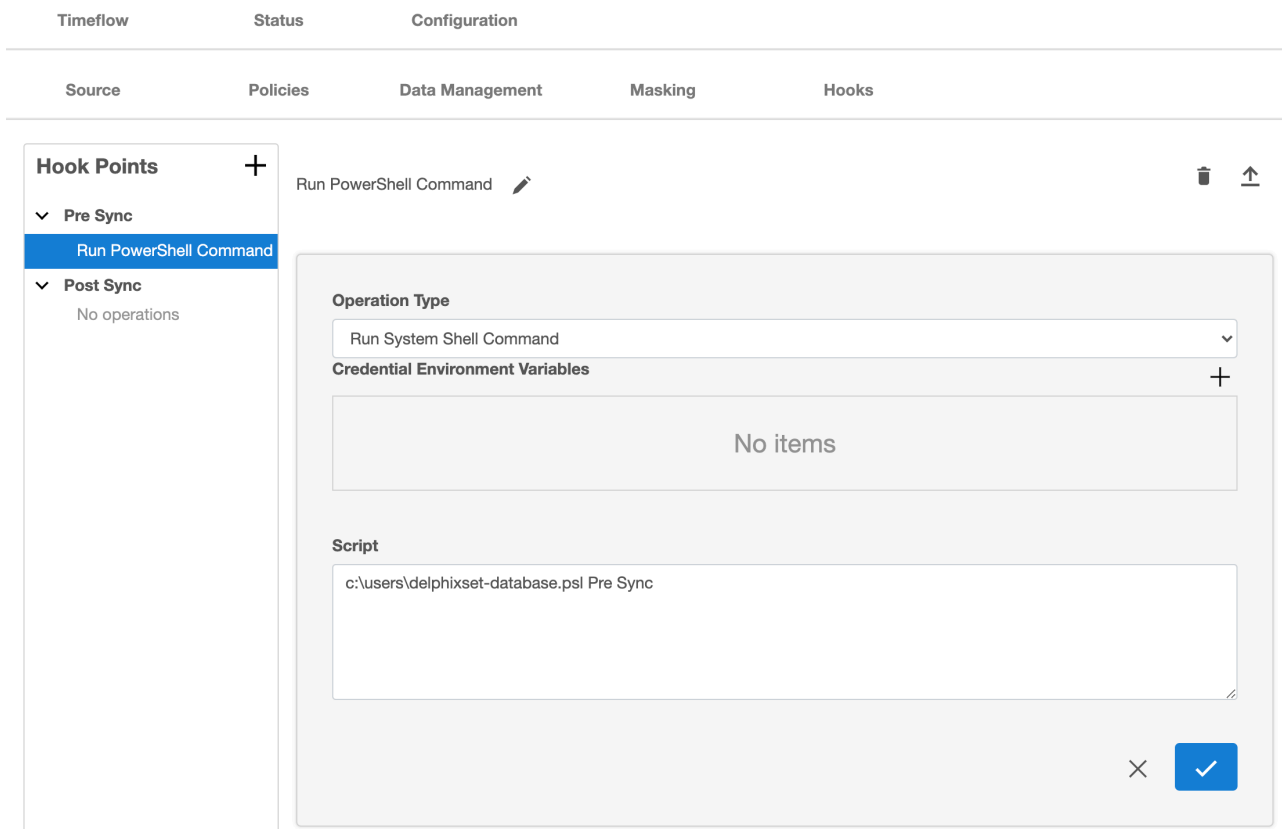 Timeflow Status Configuration
Source Policies Data Management Masking Hooks
Hook Points
Pre Sync
Run PowerShell Command
Post Sync
No operations
Run PowerShell Command
Operation Type
Run System Shell Command
Credential Environment Variables
No items
Script
c:\users\delphixset-database.psl Pre Sync